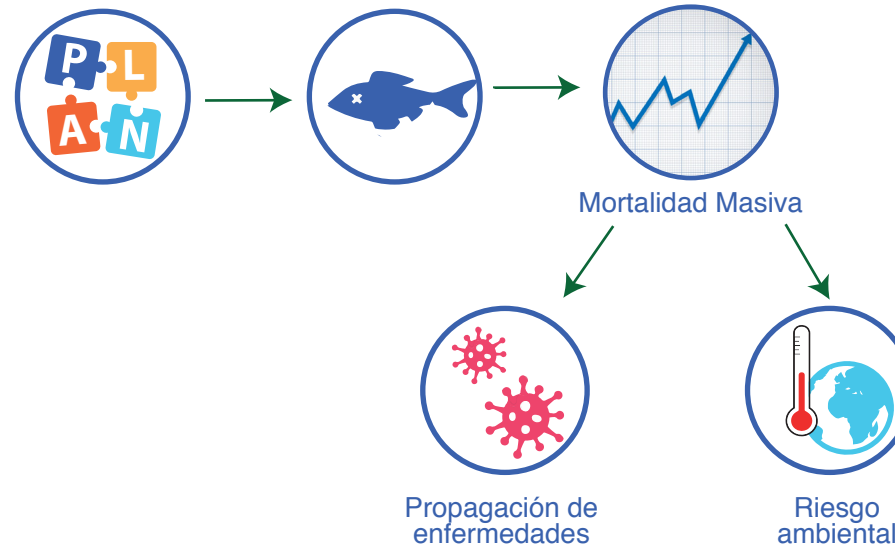 P L
A N
Mortalidad Masiva
Propagación de
enfermedades
Riesgo
ambiental